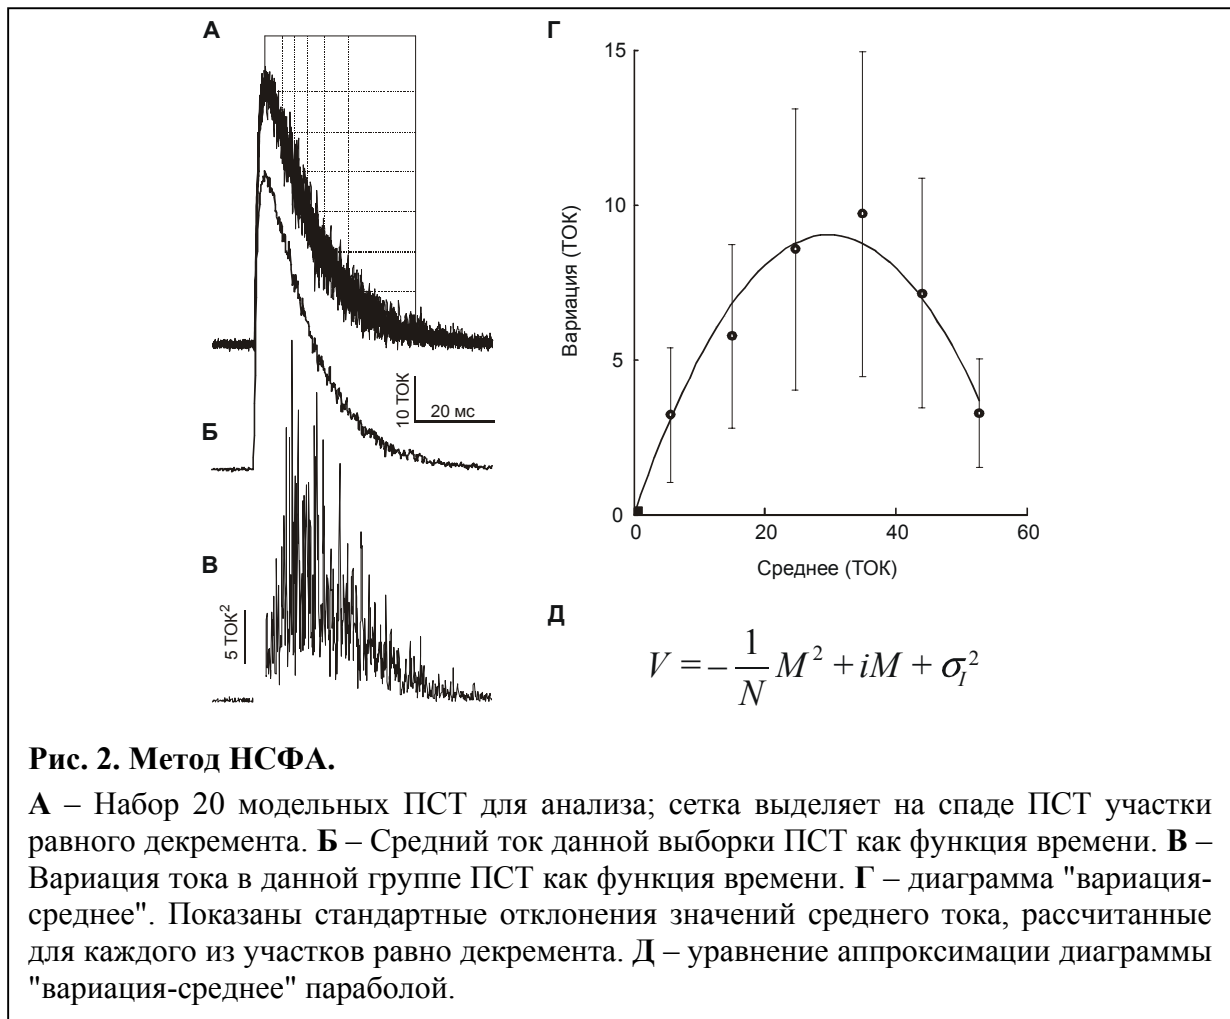 А
Г
15
10
5
0
Вариация (ТОК)
0
20
40
60
Среднее (ТОК)
10 ТОК
20 мс
Б
В
5 ТОК²
Д
V = – 1/N M² + iM + σ_I²
Рис. 2. Метод НСФА.
А – Набор 20 модельных ПСТ для анализа; сетка выделяет на спаде ПСТ участки
равного декремента. Б – Средний ток данной выборки ПСТ как функция времени. В –
Вариация тока в данной группе ПСТ как функция времени. Г – диаграмма "вариация-
среднее". Показаны стандартные отклонения значений среднего тока, рассчитанные
для каждого из участков равно декремента. Д – уравнение аппроксимации диаграммы
"вариация-среднее" параболой.